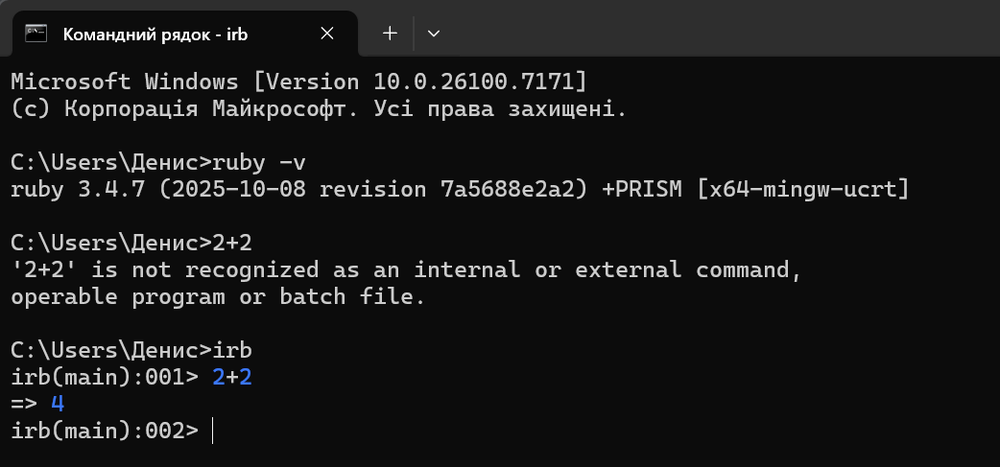 Командний рядок - irb
Microsoft Windows [Version 10.0.26100.7171]
(c) Корпорація Майкрософт. Усі права захищені.
C:\Users\Денис>ruby -v
ruby 3.4.7 (2025-10-08 revision 7a5688e2a2) +PRISM [x64-mingw-ucrt]
C:\Users\Денис>2+2
'2+2' is not recognized as an internal or external command,
operable program or batch file.
C:\Users\Денис>irb
irb(main):001> 2+2
=> 4
irb(main):002>